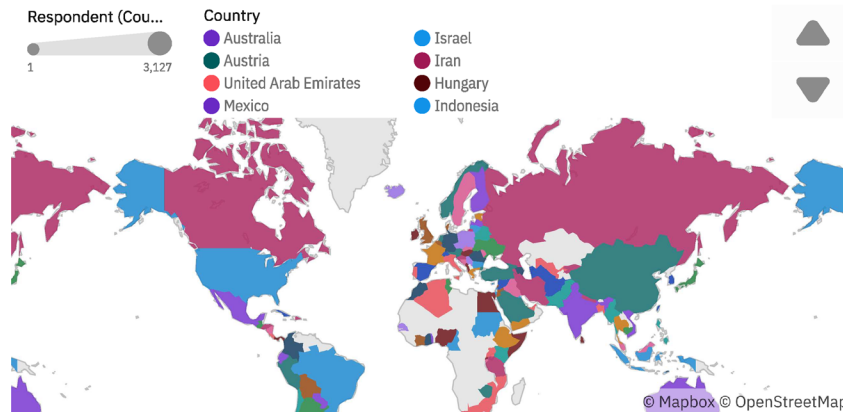 Respondent (Cou...
1
3,127
Country
Australia
Austria
United Arab Emirates
Mexico
Israel
Iran
Hungary
Indonesia
© Mapbox © OpenStreetMap